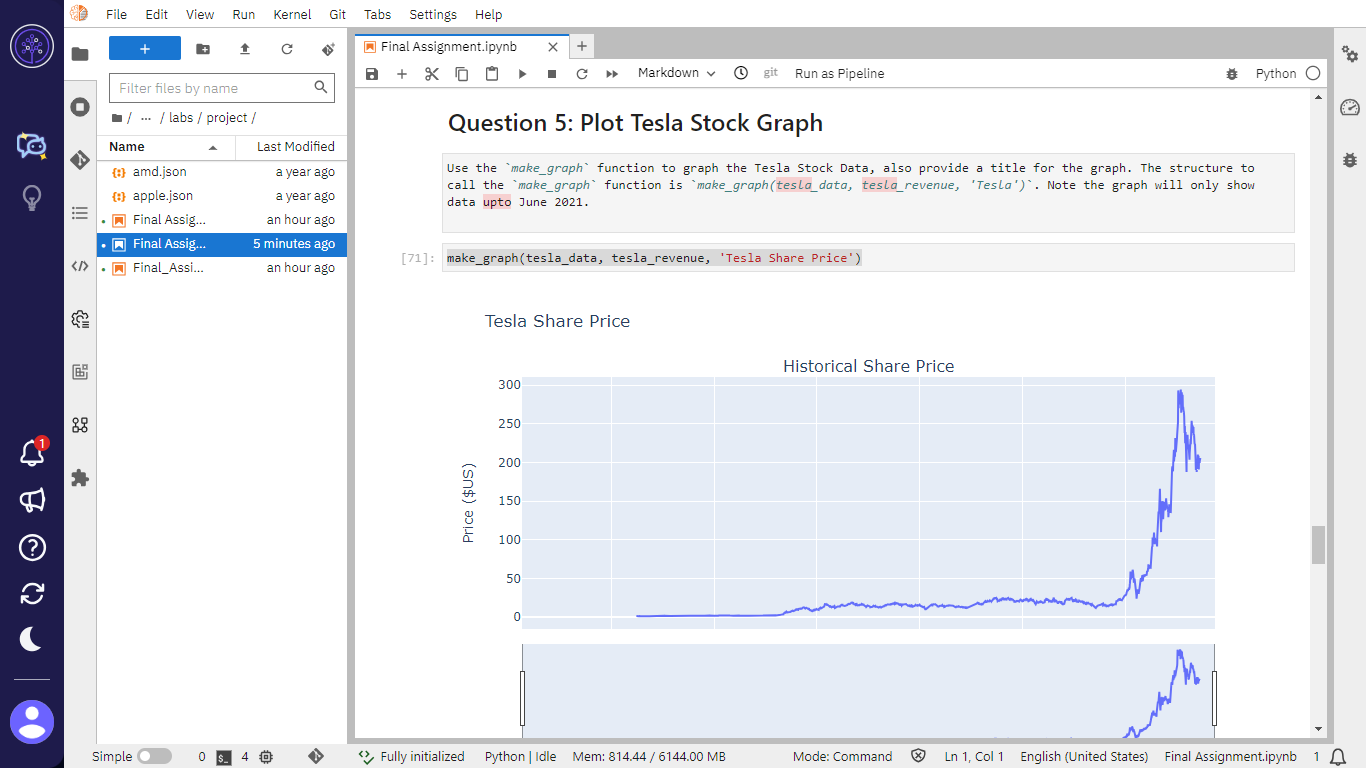 File Edit View Run Kernel Git Tabs Settings Help
+
Filter files by name
/ ... / labs / project /
Name Last Modified
amd.json a year ago
apple.json a year ago
Final Assig... an hour ago
Final Assig... 5 minutes ago
Final_Assi... an hour ago
1
Final Assignment.ipynb
Markdown git Run as Pipeline Python
Question 5: Plot Tesla Stock Graph
Use the `make_graph` function to graph the Tesla Stock Data, also provide a title for the graph. The structure to
call the `make_graph` function is `make_graph(tesla_data, tesla_revenue, 'Tesla')`. Note the graph will only show
data upto June 2021.
[71]: make_graph(tesla_data, tesla_revenue, 'Tesla Share Price')
Tesla Share Price
Historical Share Price
Price ($US)
300
250
200
150
100
50
0
Simple 0 $_ 4 Fully initialized Python | Idle Mem: 814.44 / 6144.00 MB Mode: Command Ln 1, Col 1 English (United States) Final Assignment.ipynb 1